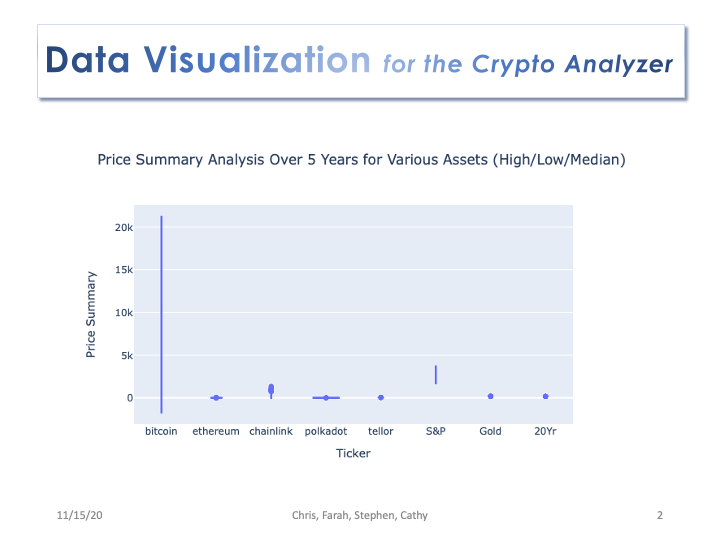 Data Visualization for the Crypto Analyzer
Price Summary Analysis Over 5 Years for Various Assets (High/Low/Median)
Price Summary
20k
15k
10k
5k
0
bitcoin ethereum chainlink polkadot tellor S&P Gold 20Yr
Ticker
11/15/20 Chris, Farah, Stephen, Cathy 2